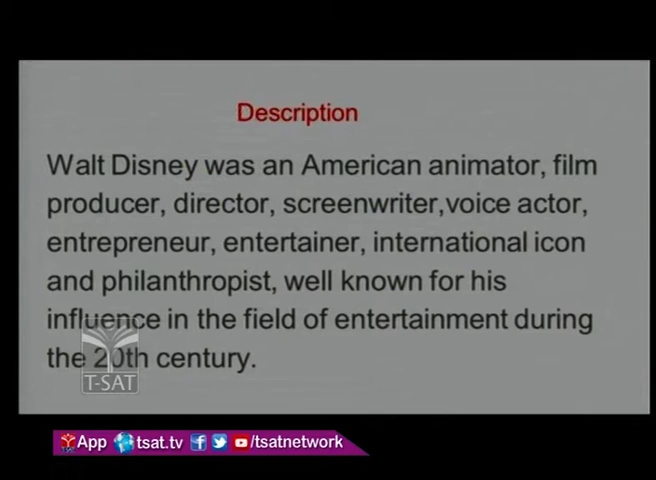 Description
Walt Disney was an American animator, film
producer, director, screenwriter,voice actor,
entrepreneur, entertainer, international icon
and philanthropist, well known for his
influence in the field of entertainment during
the 20th century.
T-SAT
App tsat.tv /tsatnetwork